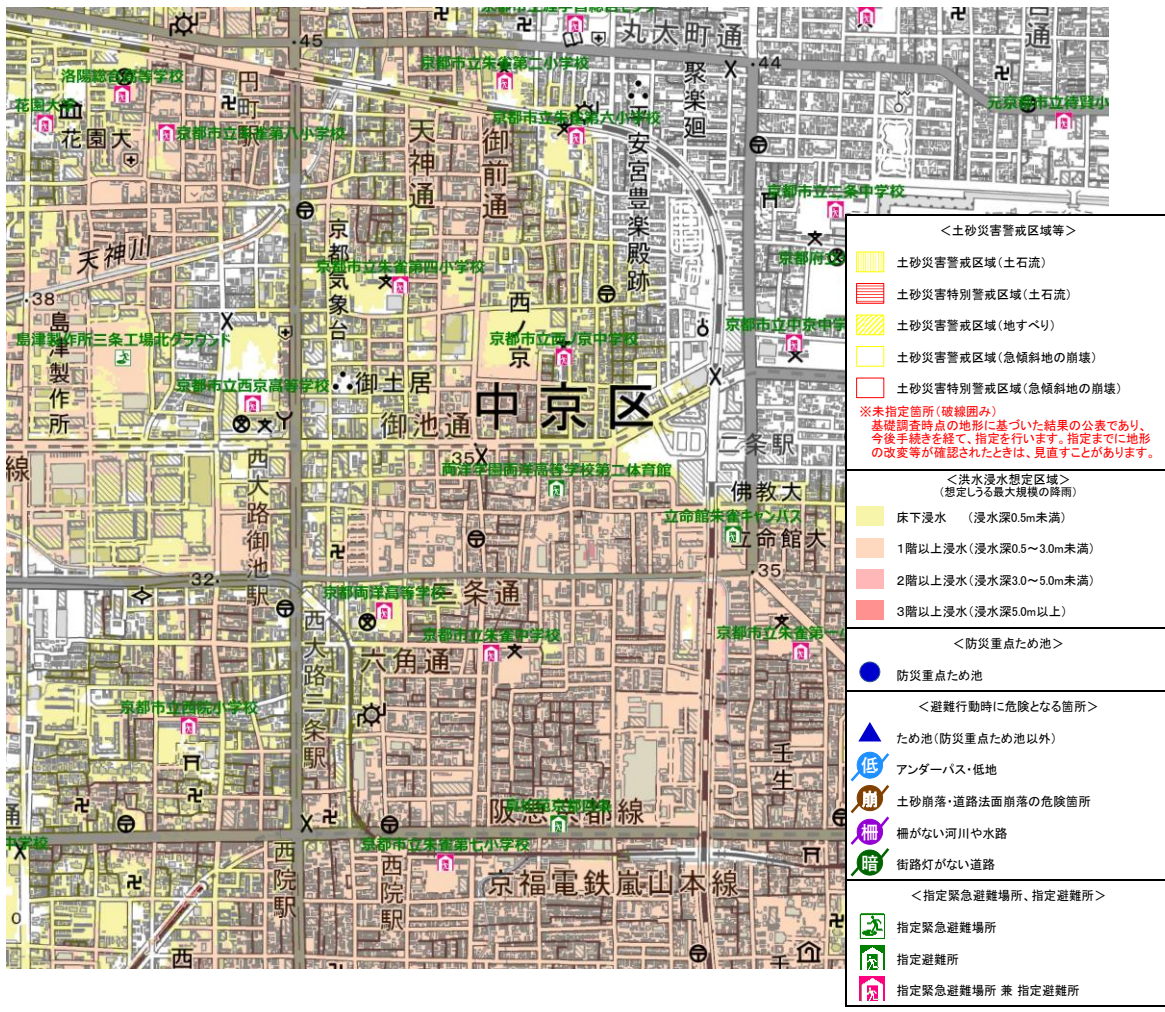 45
丸太町通
京都市立朱雀第二小学校
聚楽廻
44
洛陽総合高等学校
円町駅
花園大
元京都市立待賢小
京都市立朱雀第六小学校
花園大
京都市立朱雀第八小学校
天神通
御前通
平安宮豊楽殿跡
京都市立二条中学校
天神川
京都気象台
京都市立朱雀第四小学校
京都府立
38
島津製作所
西ノ京
島津製作所三条工場北グラウンド
京都市立西ノ京中学校
京都市立中京中学
京都市立西京高等学校
御土居
中京区
御池通
二条駅
線
35
西大路御池駅
両洋学園両洋高等学校第二体育館
佛教大
立命館朱雀キャンパス
立命館大
32
35
三条通
京都両洋高等学校
西大路三条駅
京都市立朱雀中学校
京都市立朱雀第一小
六角通
京都市立西院小学校
壬生
通
阪急京都線
中学校
京都市立朱雀第七小学校
西院駅
西院駅
京福電鉄嵐山本線
0
西
壬
＜土砂災害警戒区域等＞
土砂災害警戒区域（土石流）
土砂災害特別警戒区域（土石流）
土砂災害警戒区域（地すべり）
土砂災害警戒区域（急傾斜地の崩壊）
土砂災害特別警戒区域（急傾斜地の崩壊）
※未指定箇所（破線囲み）
基礎調査時点の地形に基づいた結果の公表であり、
今後手続きを経て、指定を行います。指定までに地形
の改変等が確認されたときは、見直すことがあります。
＜洪水浸水想定区域＞
（想定しうる最大規模の降雨）
床下浸水　（浸水深0.5m未満）
1階以上浸水（浸水深0.5～3.0m未満）
2階以上浸水（浸水深3.0～5.0m未満）
3階以上浸水（浸水深5.0m以上）
＜防災重点ため池＞
防災重点ため池
＜避難行動時に危険となる箇所＞
ため池（防災重点ため池以外）
低 アンダーパス・低地
崩 土砂崩落・道路法面崩落の危険箇所
柵 柵がない河川や水路
暗 街路灯がない道路
＜指定緊急避難場所、指定避難所＞
指定緊急避難場所
指定避難所
指定緊急避難場所 兼 指定避難所